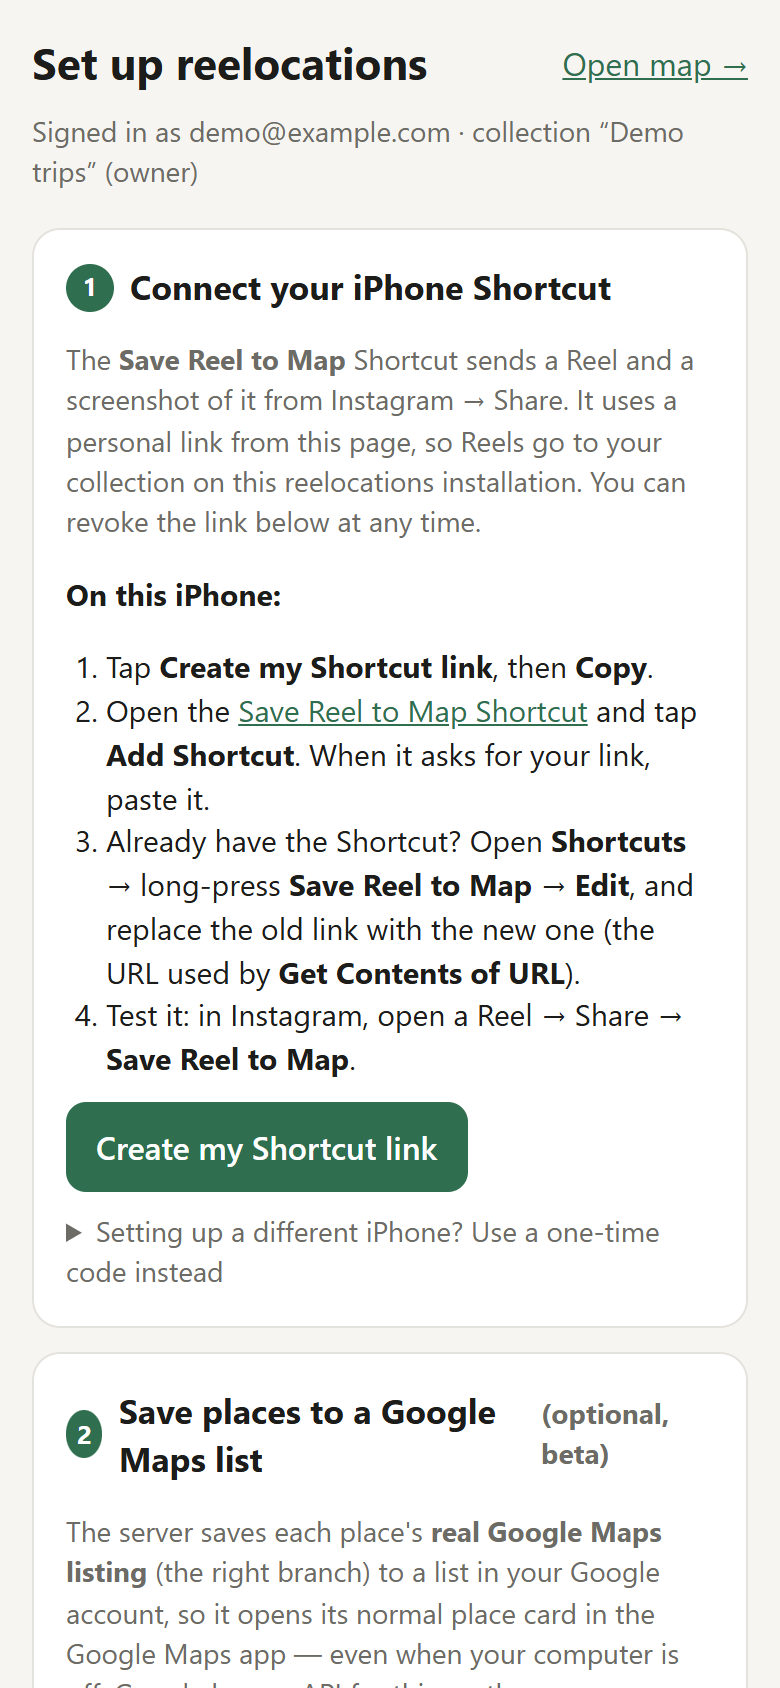 Set up reelocations
Open map →
Signed in as demo@example.com · collection “Demo
trips” (owner)
1
Connect your iPhone Shortcut
The Save Reel to Map Shortcut sends a Reel and a
screenshot of it from Instagram → Share. It uses a
personal link from this page, so Reels go to your
collection on this reelocations installation. You can
revoke the link below at any time.
On this iPhone:
1. Tap Create my Shortcut link, then Copy.
2. Open the Save Reel to Map Shortcut and tap
Add Shortcut. When it asks for your link,
paste it.
3. Already have the Shortcut? Open Shortcuts
→ long-press Save Reel to Map → Edit, and
replace the old link with the new one (the
URL used by Get Contents of URL).
4. Test it: in Instagram, open a Reel → Share →
Save Reel to Map.
Create my Shortcut link
▶ Setting up a different iPhone? Use a one-time
code instead
2
Save places to a Google
Maps list
(optional,
beta)
The server saves each place's real Google Maps
listing (the right branch) to a list in your Google
account, so it opens its normal place card in the
Google Maps app — even when your computer is